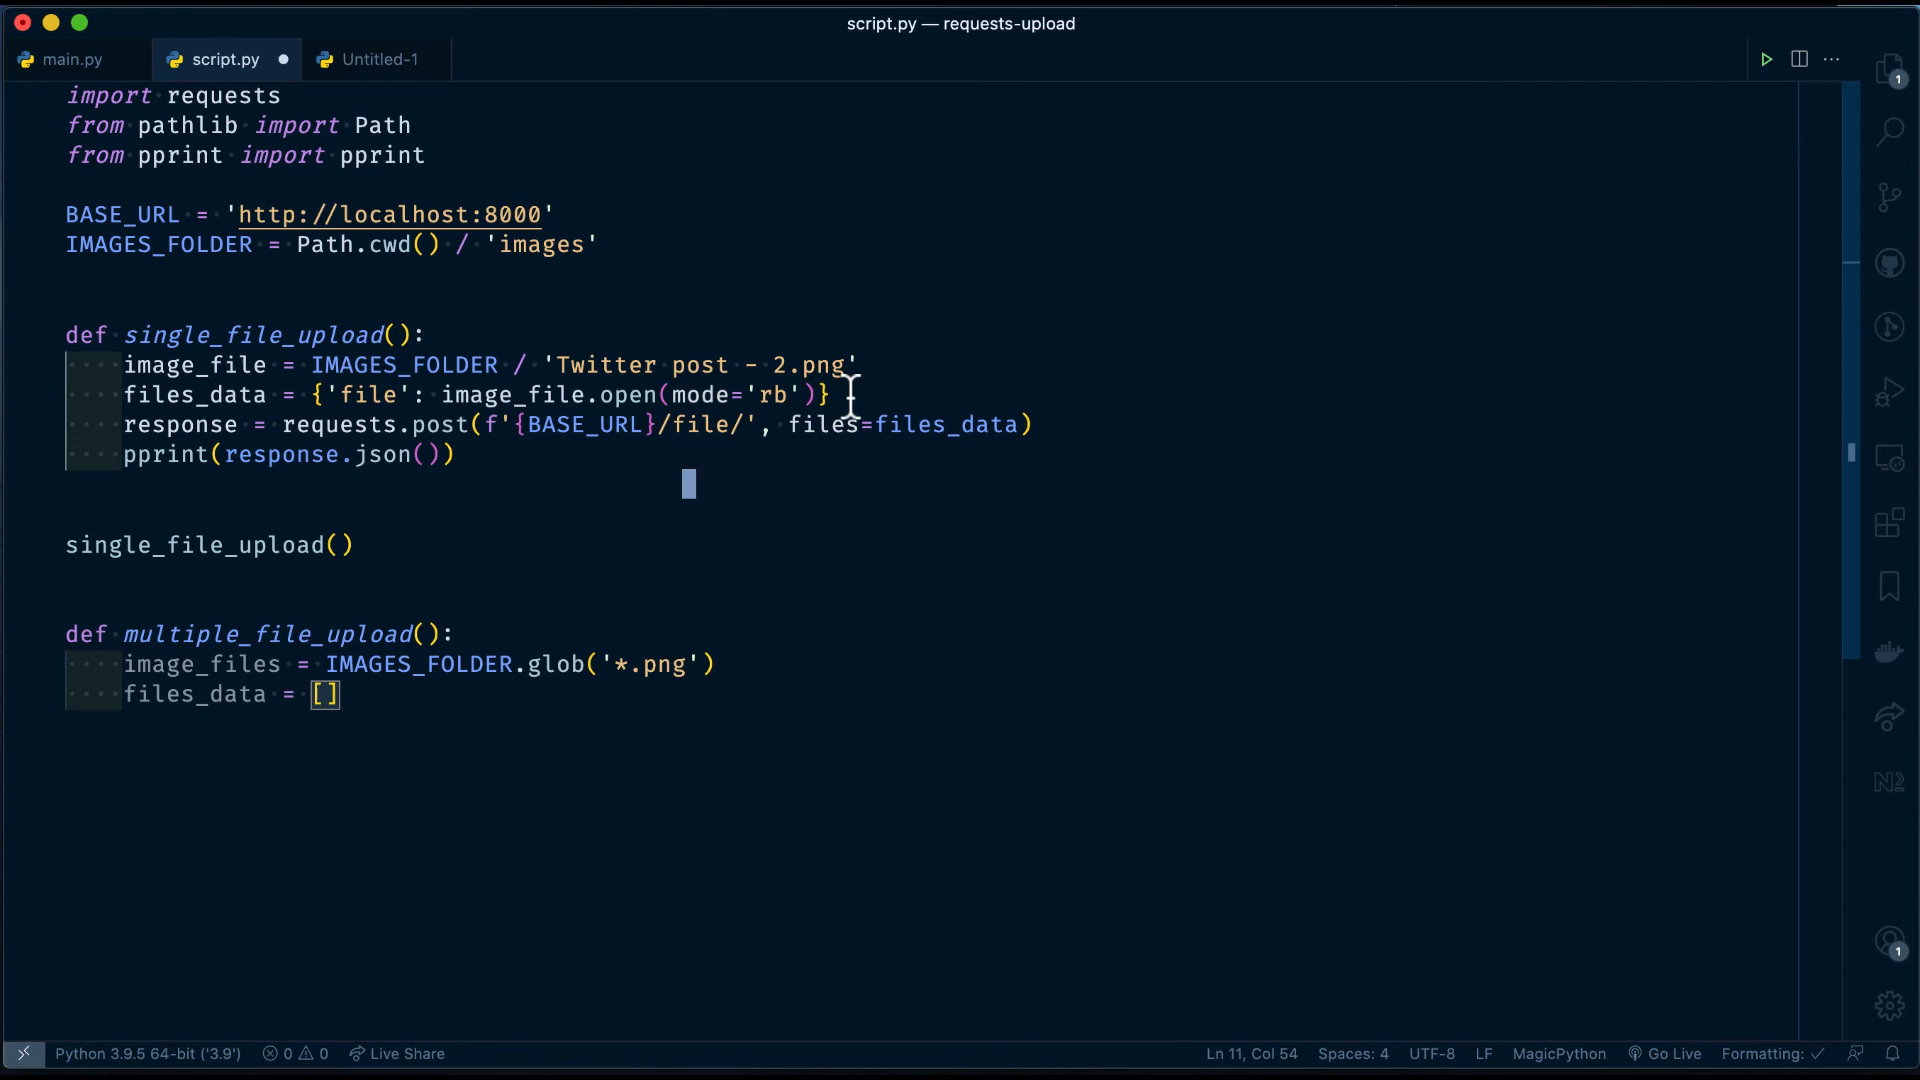 script.py — requests-upload
main.py script.py Untitled-1
import requests
from pathlib import Path
from pprint import pprint
BASE_URL = 'http://localhost:8000'
IMAGES_FOLDER = Path.cwd() / 'images'
def single_file_upload():
image_file = IMAGES_FOLDER / 'Twitter post - 2.png'
files_data = {'file': image_file.open(mode='rb')}
response = requests.post(f'{BASE_URL}/file/', files=files_data)
pprint(response.json())
single_file_upload()
def multiple_file_upload():
image_files = IMAGES_FOLDER.glob('*.png')
files_data = []
1
1
Python 3.9.5 64-bit ('3.9') 0 0 Live Share Ln 11, Col 54 Spaces: 4 UTF-8 LF MagicPython Go Live Formatting: ✓